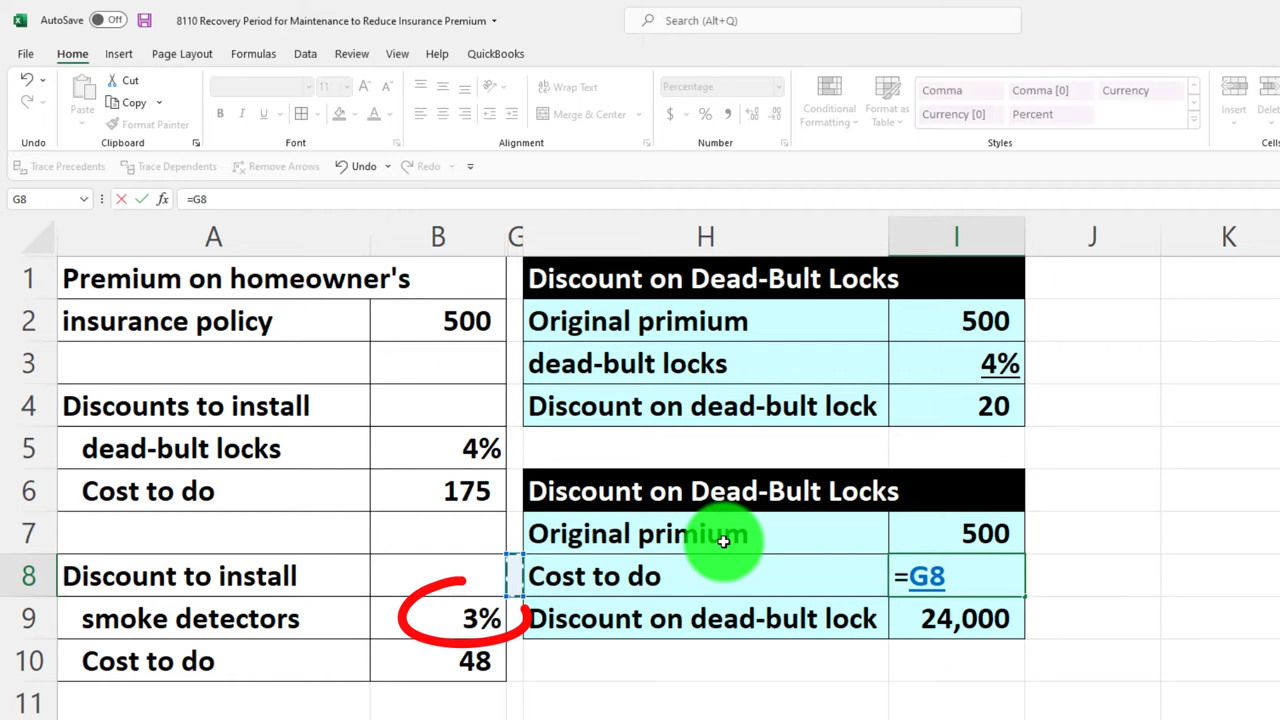 AutoSave Off 8110 Recovery Period for Maintenance to Reduce Insurance Premium Search (Alt+Q)
File Home Insert Page Layout Formulas Data Review View Help QuickBooks
Cut
Copy
Format Painter
Paste
11
Wrap Text
Merge & Center
Percentage
Conditional Formatting
Format as Table
Comma Comma [0] Currency
Currency [0] Percent
Insert
Undo Clipboard Font Alignment Number Styles
Trace Precedents Trace Dependents Remove Arrows Undo Redo
G8 fx =G8
A B G H I J K
1 Premium on homeowner's Discount on Dead-Bult Locks
2 insurance policy 500 Original primium 500
3 dead-bult locks 4%
4 Discounts to install Discount on dead-bult lock 20
5 dead-bult locks 4%
6 Cost to do 175 Discount on Dead-Bult Locks
7 Original primium 500
8 Discount to install Cost to do =G8
9 smoke detectors 3% Discount on dead-bult lock 24,000
10 Cost to do 48
11